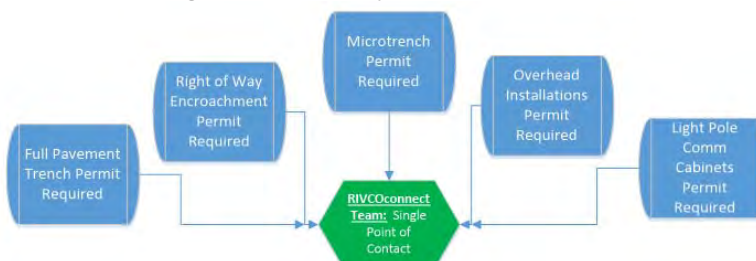 Microtrench
Permit
Required
Right of Way
Encroachment
Permit
Required
Overhead
Installations
Permit
Required
Full Pavement
Trench Permit
Required
Light Pole
Comm
Cabinets
Permit
Required
RIVCOconnect
Team: Single
Point of
Contact